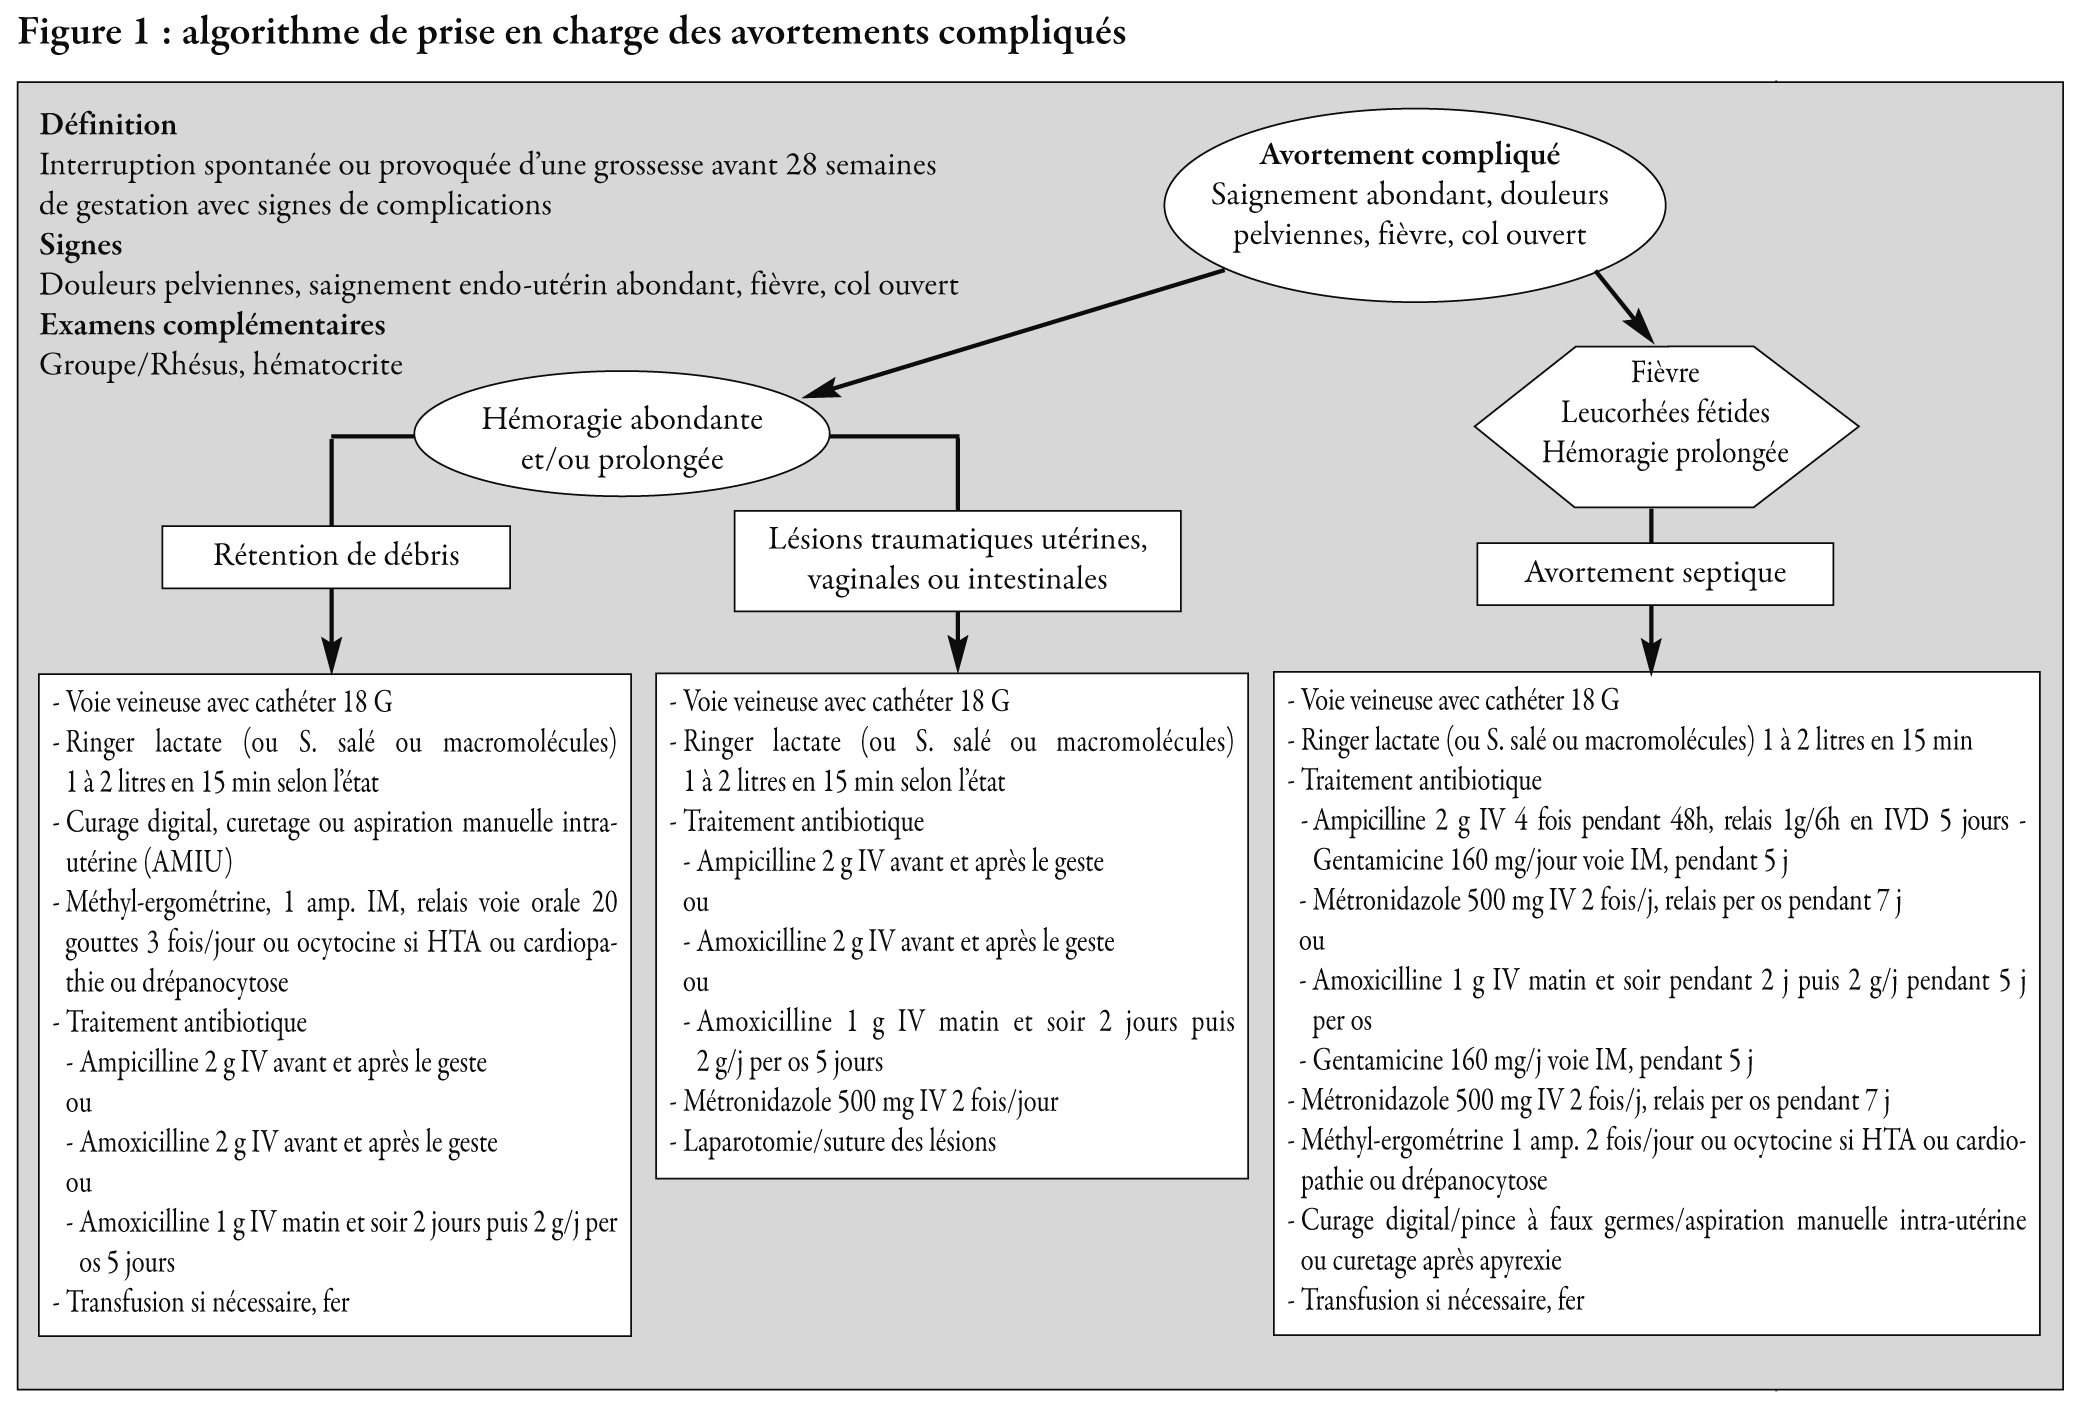 Figure 1 : algorithme de prise en charge des avortements compliqués
Définition
Interruption spontanée ou provoquée d’une grossesse avant 28 semaines
de gestation avec signes de complications
Signes
Douleurs pelviennes, saignement endo-utérin abondant, fièvre, col ouvert
Examens complémentaires
Groupe/Rhésus, hématocrite
Avortement compliqué
Saignement abondant, douleurs
pelviennes, fièvre, col ouvert
Hémoragie abondante
et/ou prolongée
Fièvre
Leucorhées fétides
Hémoragie prolongée
Rétention de débris
Lésions traumatiques utérines,
vaginales ou intestinales
Avortement septique
- Voie veineuse avec cathéter 18 G
- Ringer lactate (ou S. salé ou macromolécules)
1 à 2 litres en 15 min selon l’état
- Curage digital, curetage ou aspiration manuelle intra-
utérine (AMIU)
- Méthyl-ergométrine, 1 amp. IM, relais voie orale 20
gouttes 3 fois/jour ou ocytocine si HTA ou cardiopa-
thie ou drépanocytose
- Traitement antibiotique
- Ampicilline 2 g IV avant et après le geste
ou
- Amoxicilline 2 g IV avant et après le geste
ou
- Amoxicilline 1 g IV matin et soir 2 jours puis 2 g/j per
os 5 jours
- Transfusion si nécessaire, fer
- Voie veineuse avec cathéter 18 G
- Ringer lactate (ou S. salé ou macromolécules)
1 à 2 litres en 15 min selon l’état
- Traitement antibiotique
- Ampicilline 2 g IV avant et après le geste
ou
- Amoxicilline 2 g IV avant et après le geste
ou
- Amoxicilline 1 g IV matin et soir 2 jours puis
2 g/j per os 5 jours
- Métronidazole 500 mg IV 2 fois/jour
- Laparotomie/suture des lésions
- Voie veineuse avec cathéter 18 G
- Ringer lactate (ou S. salé ou macromolécules) 1 à 2 litres en 15 min
- Traitement antibiotique
- Ampicilline 2 g IV 4 fois pendant 48h, relais 1g/6h en IVD 5 jours -
Gentamicine 160 mg/jour voie IM, pendant 5 j
- Métronidazole 500 mg IV 2 fois/j, relais per os pendant 7 j
ou
- Amoxicilline 1 g IV matin et soir pendant 2 j puis 2 g/j pendant 5 j
per os
- Gentamicine 160 mg/j voie IM, pendant 5 j
- Métronidazole 500 mg IV 2 fois/j, relais per os pendant 7 j
- Méthyl-ergométrine 1 amp. 2 fois/jour ou ocytocine si HTA ou cardio-
pathie ou drépanocytose
- Curage digital/pince à faux germes/aspiration manuelle intra-utérine
ou curetage après apyrexie
- Transfusion si nécessaire, fer